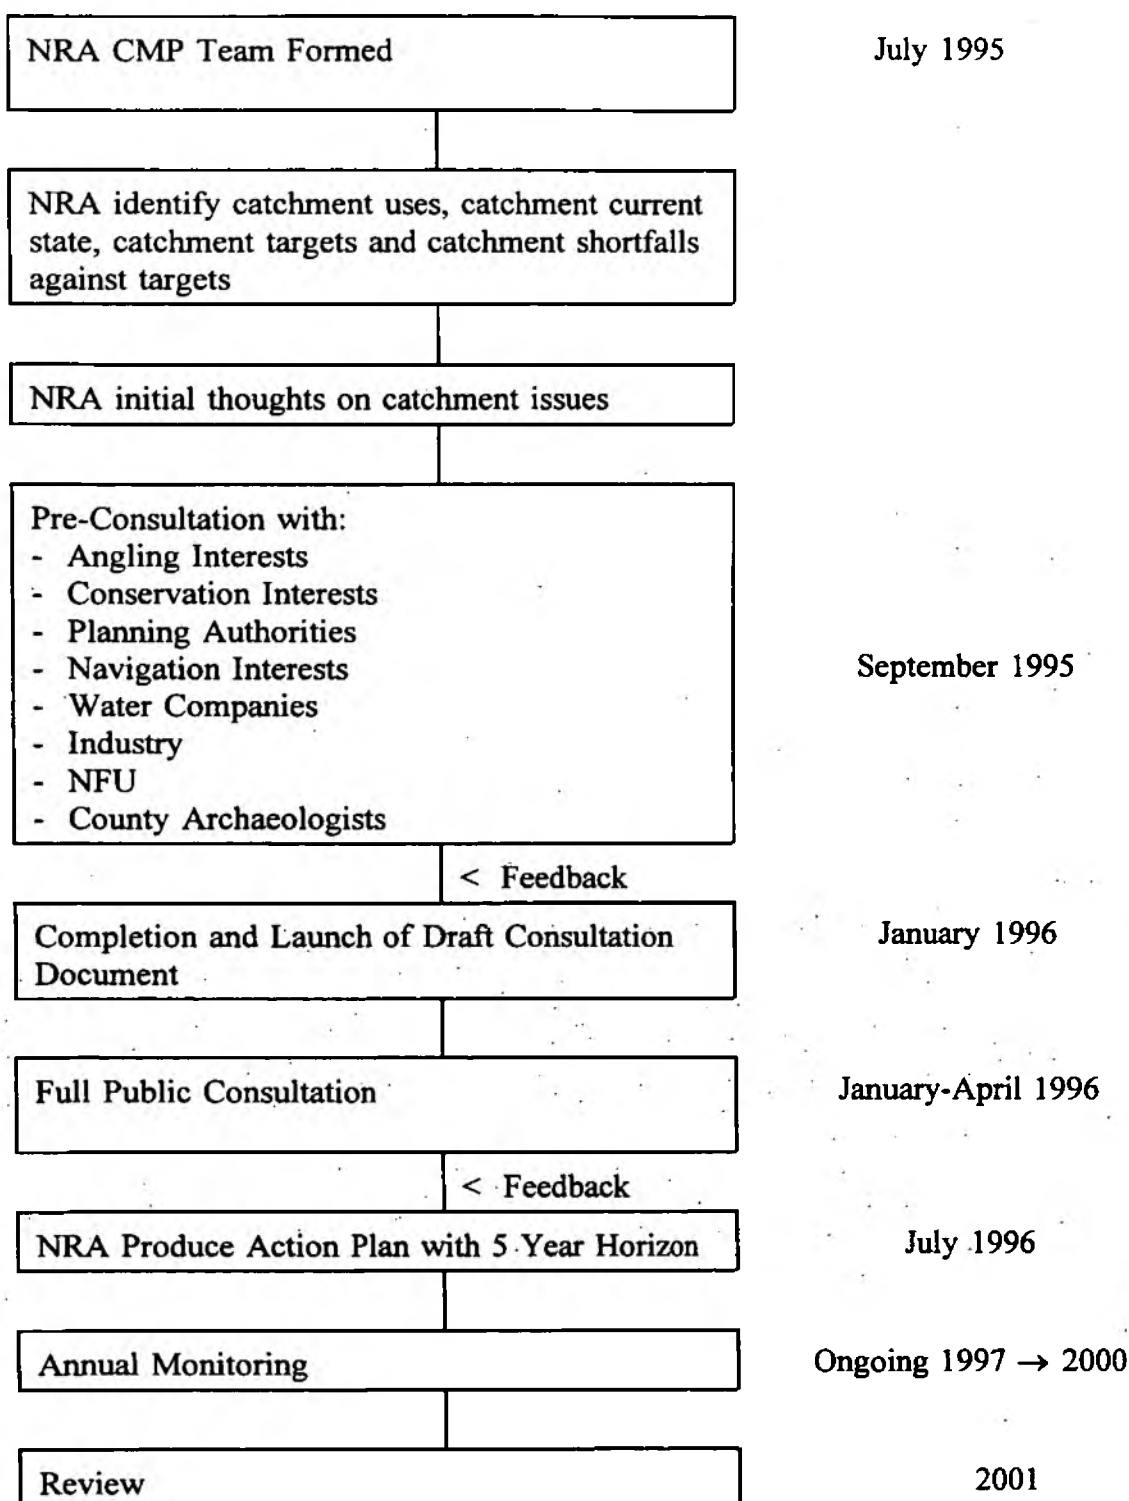 NRA CMP Team Formed
July 1995
NRA identify catchment uses, catchment current
state, catchment targets and catchment shortfalls
against targets
NRA initial thoughts on catchment issues
Pre-Consultation with:
- Angling Interests
- Conservation Interests
- Planning Authorities
- Navigation Interests
- Water Companies
- Industry
- NFU
- County Archaeologists
September 1995
< Feedback
Completion and Launch of Draft Consultation
Document
January 1996
Full Public Consultation
January-April 1996
< Feedback
NRA Produce Action Plan with 5 Year Horizon
July 1996
Annual Monitoring
Ongoing 1997 → 2000
Review
2001